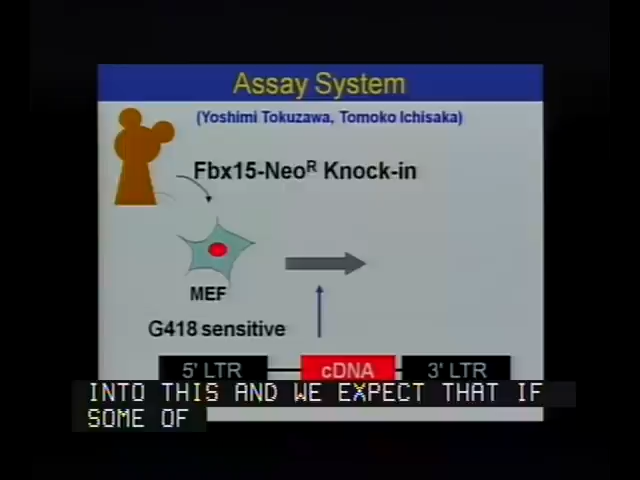 Assay System
(Yoshimi Tokuzawa, Tomoko Ichisaka)
Fbx15-Neoᴿ Knock-in
MEF
G418 sensitive
5' LTR cDNA 3' LTR
INTO THIS AND WE EXPECT THAT IF
SOME OF